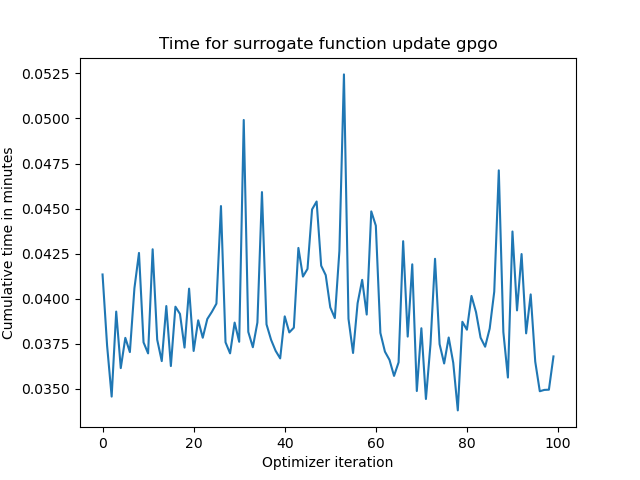 Time for surrogate function update gpgo
0.0525
0.0500
0.0475
0.0450
0.0425
0.0400
0.0375
0.0350
Cumulative time in minutes
0 20 40 60 80 100
Optimizer iteration